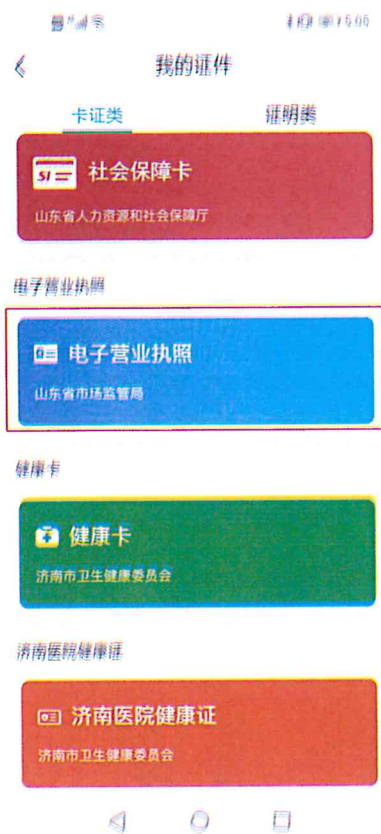 5:05
我的证件
卡证类
证明类
社会保障卡
山东省人力资源和社会保障厅
电子营业执照
电子营业执照
山东省市场监管局
健康卡
健康卡
济南市卫生健康委员会
济南医院健康证
济南医院健康证
济南市卫生健康委员会